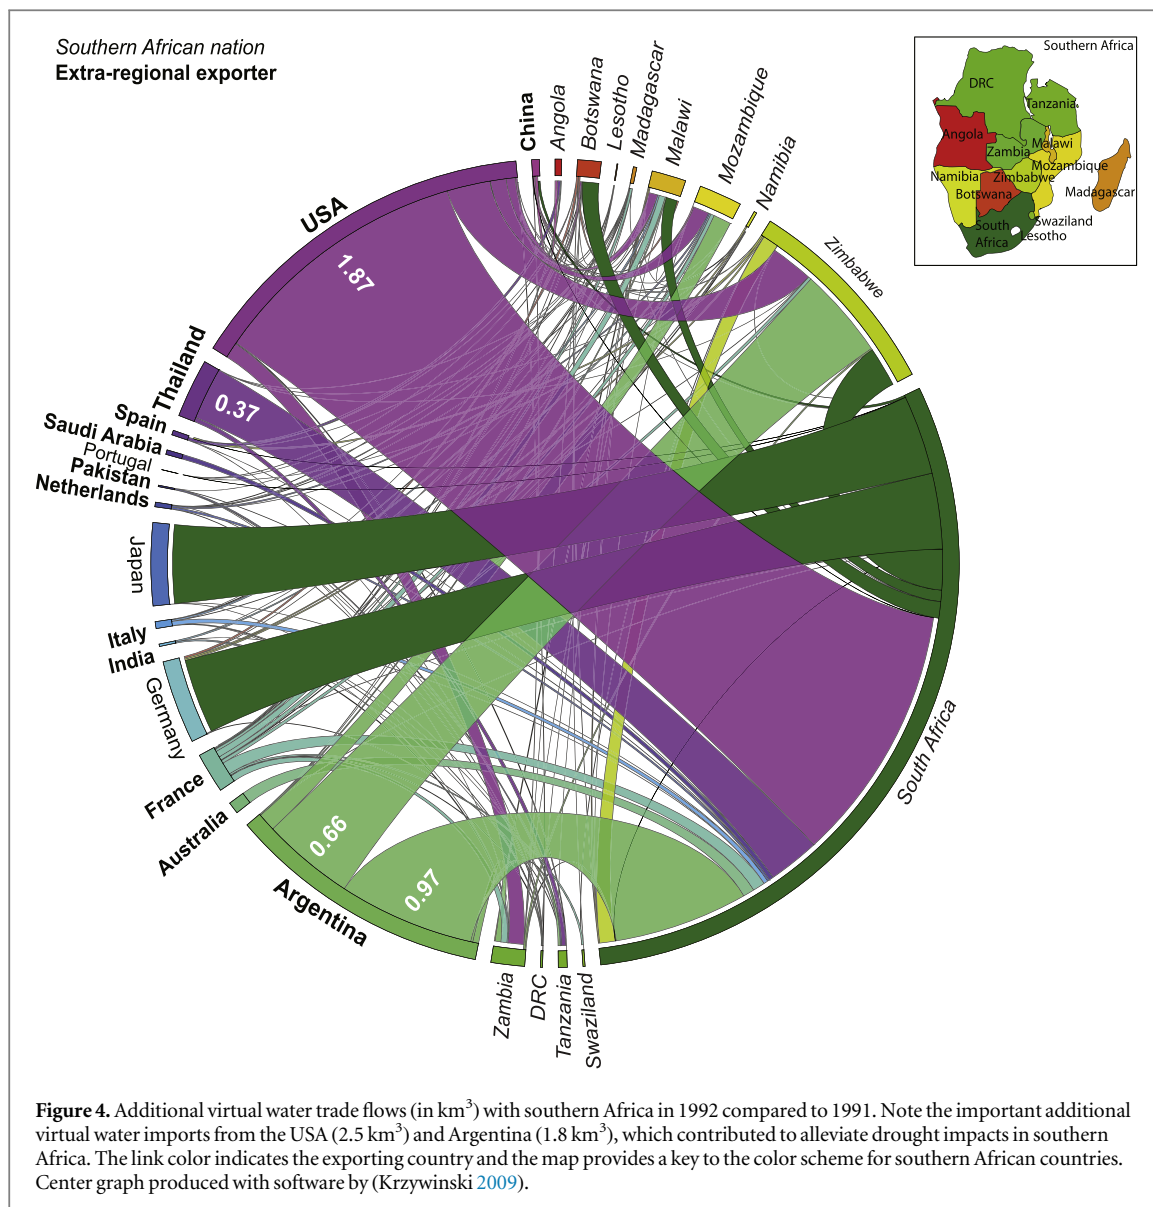 Southern African nation
Extra-regional exporter
Southern Africa
DRC
Tanzania
Angola
Malawi
Zambia
Mozambique
Namibia
Zimbabwe
Botswana
Madagascar
South
Africa
Swaziland
Lesotho
China
Angola
Botswana
Lesotho
Madagascar
Malawi
Mozambique
Namibia
Zimbabwe
South Africa
Swaziland
Tanzania
DRC
Zambia
Argentina
0.97
0.66
Australia
France
Germany
India
Italy
Japan
Netherlands
Pakistan
Portugal
Saudi Arabia
Spain
Thailand
0.37
USA
1.87
Figure 4. Additional virtual water trade flows (in km³) with southern Africa in 1992 compared to 1991. Note the important additional
virtual water imports from the USA (2.5 km³) and Argentina (1.8 km³), which contributed to alleviate drought impacts in southern
Africa. The link color indicates the exporting country and the map provides a key to the color scheme for southern African countries.
Center graph produced with software by (Krzywinski 2009).